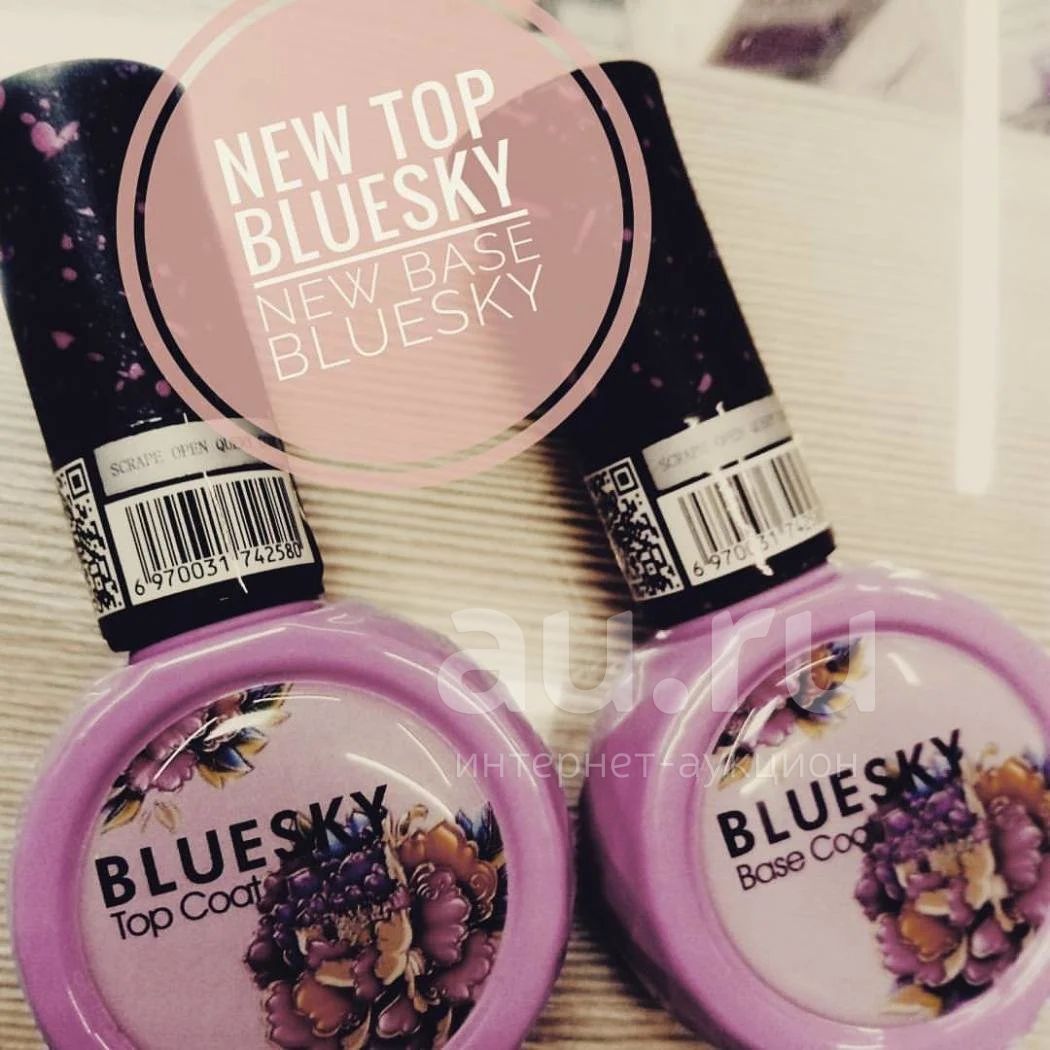 NEW TOP
BLUESKY
NEW BASE
BLUESKY
SCRAPE OPEN
6 970031 742580
SCRAPE OPEN
6 970031 742
au.ru
интернет-аукцион
BLUESKY
Top Coat
BLUESKY
Base